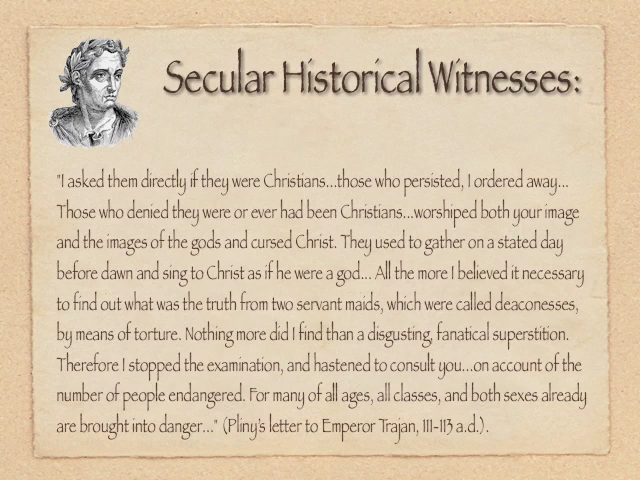 Secular Historical Witnesses:
"I asked them directly if they were Christians...those who persisted, I ordered away...
Those who denied they were or ever had been Christians...worshiped both your image
and the images of the gods and cursed Christ. They used to gather on a stated day
before dawn and sing to Christ as if he were a god... All the more I believed it necessary
to find out what was the truth from two servant maids, which were called deaconesses,
by means of torture. Nothing more did I find than a disgusting, fanatical superstition.
Therefore I stopped the examination, and hastened to consult you...on account of the
number of people endangered. For many of all ages, all classes, and both sexes already
are brought into danger..." (Pliny's letter to Emperor Trajan, 111-113 a.d.).